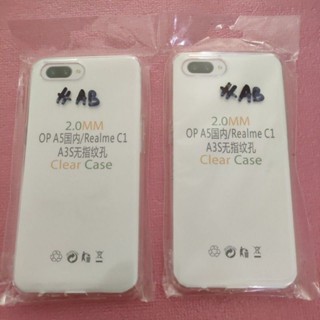 AB
2.0MM
OP A5国内/Realme C1
A3S无指纹孔
Clear Case
AB
2.0MM
OP A5国内/Realme C1
A3S无指纹孔
Clear Case